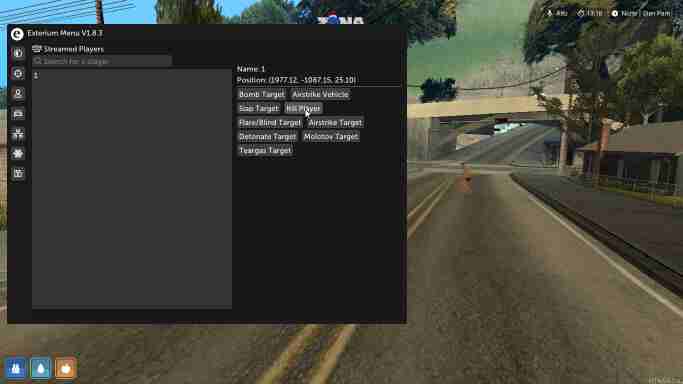 Exterium Menu V1.8.3
Streamed Players
Search for a player
1
Name: 1
Position: (1977.12, -1087.15, 25.10)
Bomb Target
Airstrike Vehicle
Slap Target
Kill Player
Flare/Blind Target
Airstrike Target
Detonate Target
Molotov Target
Teargas Target